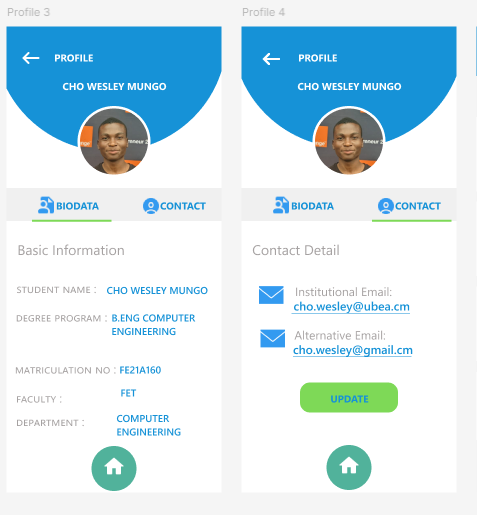 Profile 3
PROFILE
CHO WESLEY MUNGO
BIODATA
CONTACT
Basic Information
STUDENT NAME : CHO WESLEY MUNGO
DEGREE PROGRAM : B.ENG COMPUTER
ENGINEERING
MATRICULATION NO : FE21A160
FACULTY : FET
DEPARTMENT : COMPUTER
ENGINEERING
Profile 4
PROFILE
CHO WESLEY MUNGO
BIODATA
CONTACT
Contact Detail
Institutional Email:
cho.wesley@ubea.cm
Alternative Email:
cho.wesley@gmail.cm
UPDATE